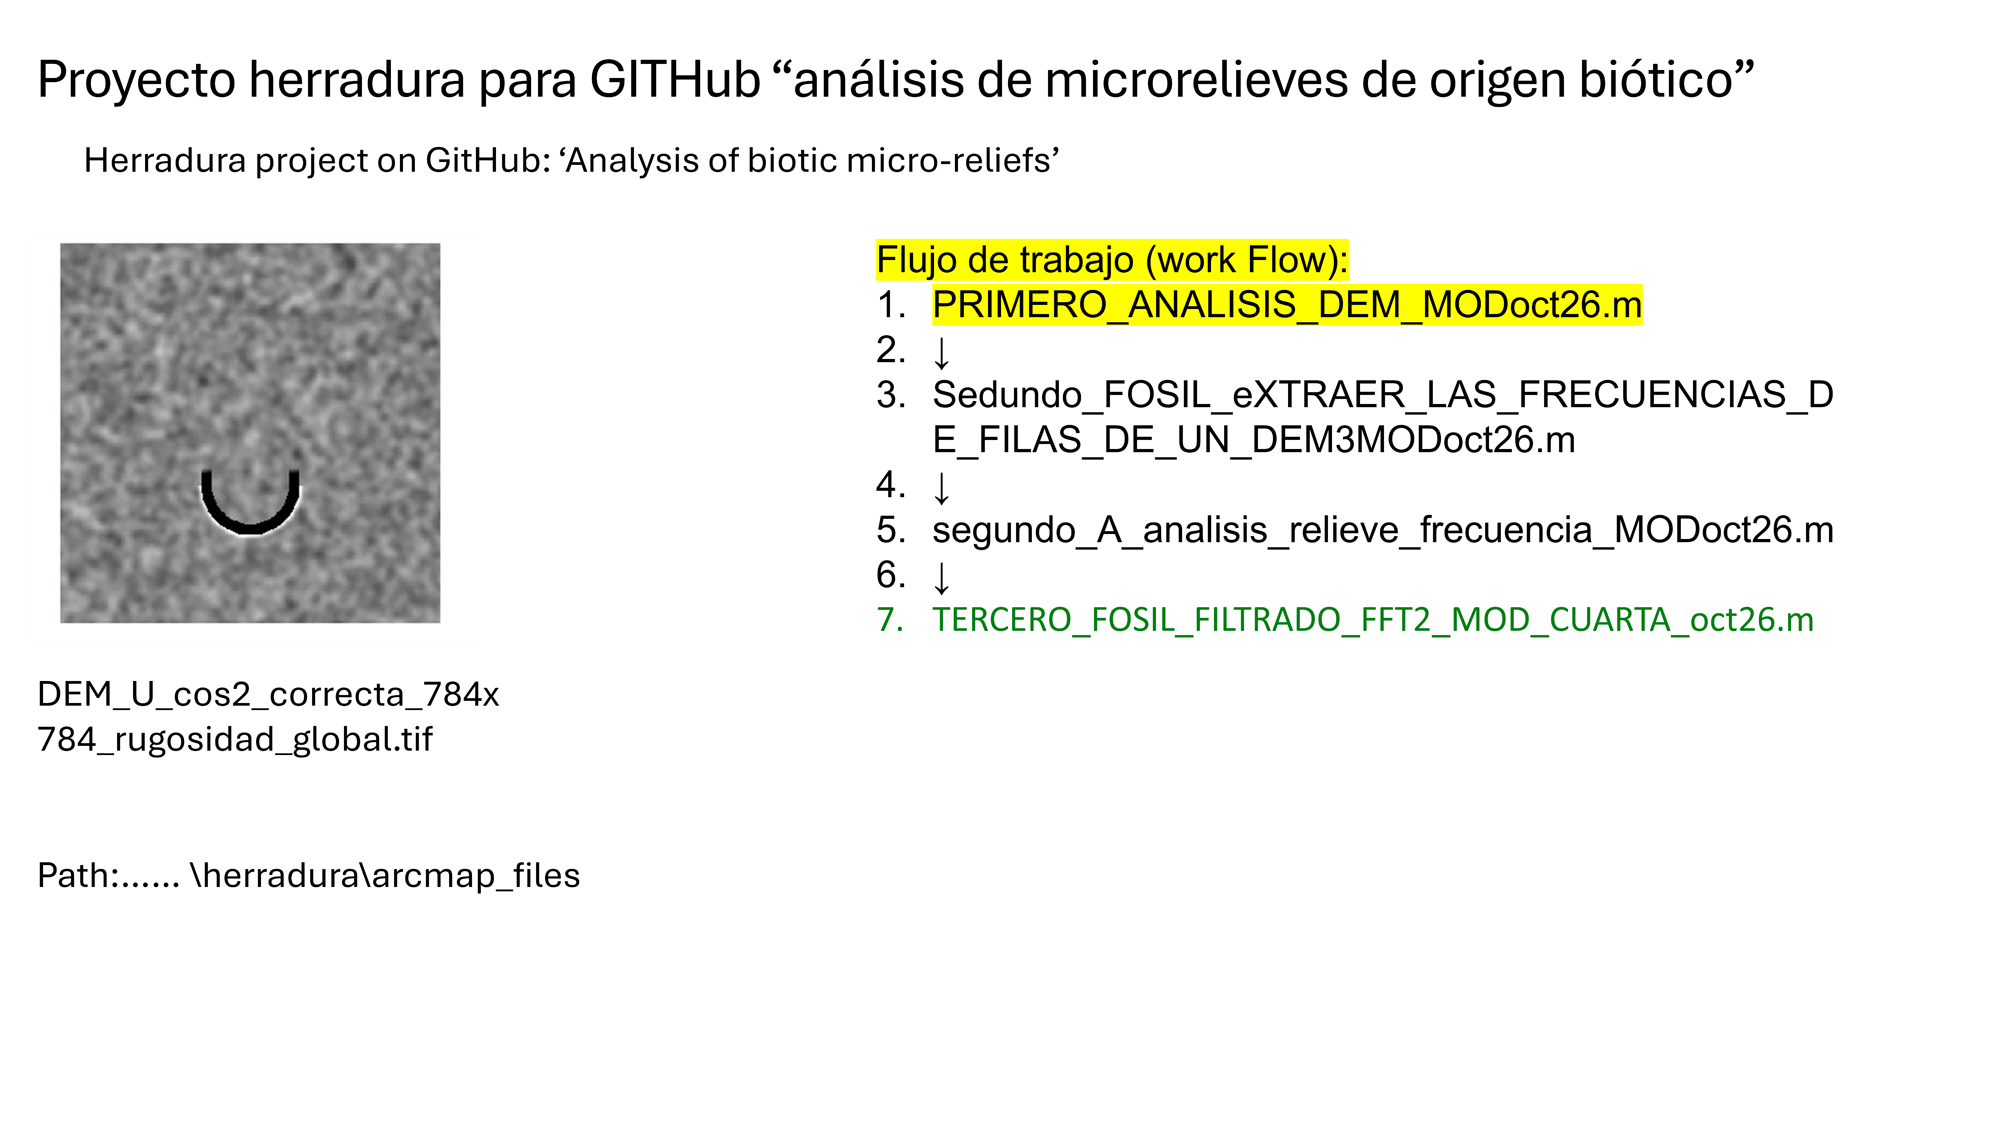 Proyecto herradura para GITHub “análisis de microrelieves de origen biótico”
Herradura project on GitHub: ‘Analysis of biotic micro-reliefs’
Flujo de trabajo (work Flow):
1. PRIMERO_ANALISIS_DEM_MODoct26.m
2. ↓
3. Sedundo_FOSIL_eXTRAER_LAS_FRECUENCIAS_D
E_FILAS_DE_UN_DEM3MODoct26.m
4. ↓
5. segundo_A_analisis_relieve_frecuencia_MODoct26.m
6. ↓
7. TERCERO_FOSIL_FILTRADO_FFT2_MOD_CUARTA_oct26.m
DEM_U_cos2_correcta_784x
784_rugosidad_global.tif
Path:…… \herradura\arcmap_files